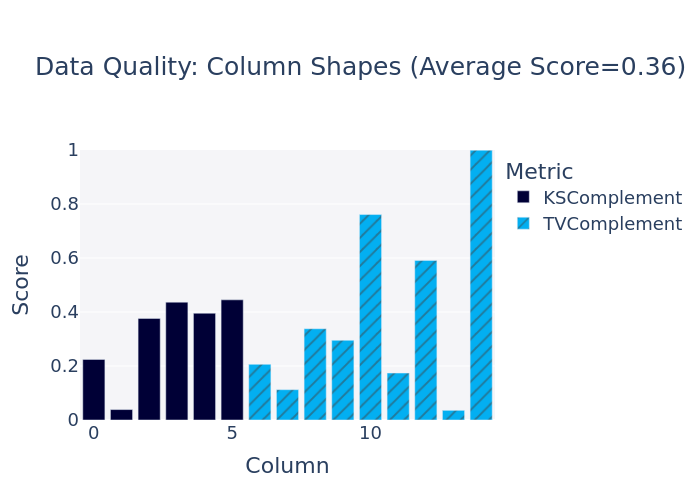 Data Quality: Column Shapes (Average Score=0.36)
Metric
KSComplement
TVComplement
Score
1
0.8
0.6
0.4
0.2
0
0 5 10
Column